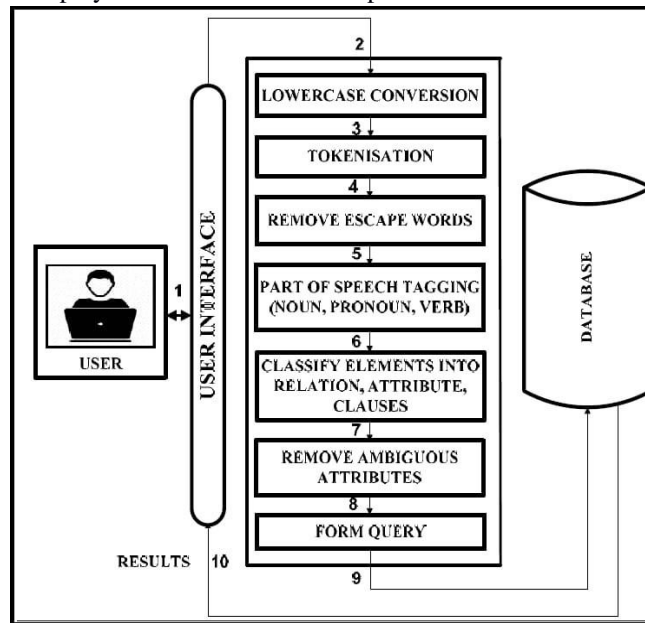 2
LOWERCASE CONVERSION
3
TOKENISATION
4
REMOVE ESCAPE WORDS
5
PART OF SPEECH TAGGING
(NOUN, PRONOUN, VERB)
6
CLASSIFY ELEMENTS INTO
RELATION, ATTRIBUTE,
CLAUSES
7
REMOVE AMBIGUOUS
ATTRIBUTES
8
FORM QUERY
9
1
USER
USER INTERFACE
DATABASE
RESULTS 10